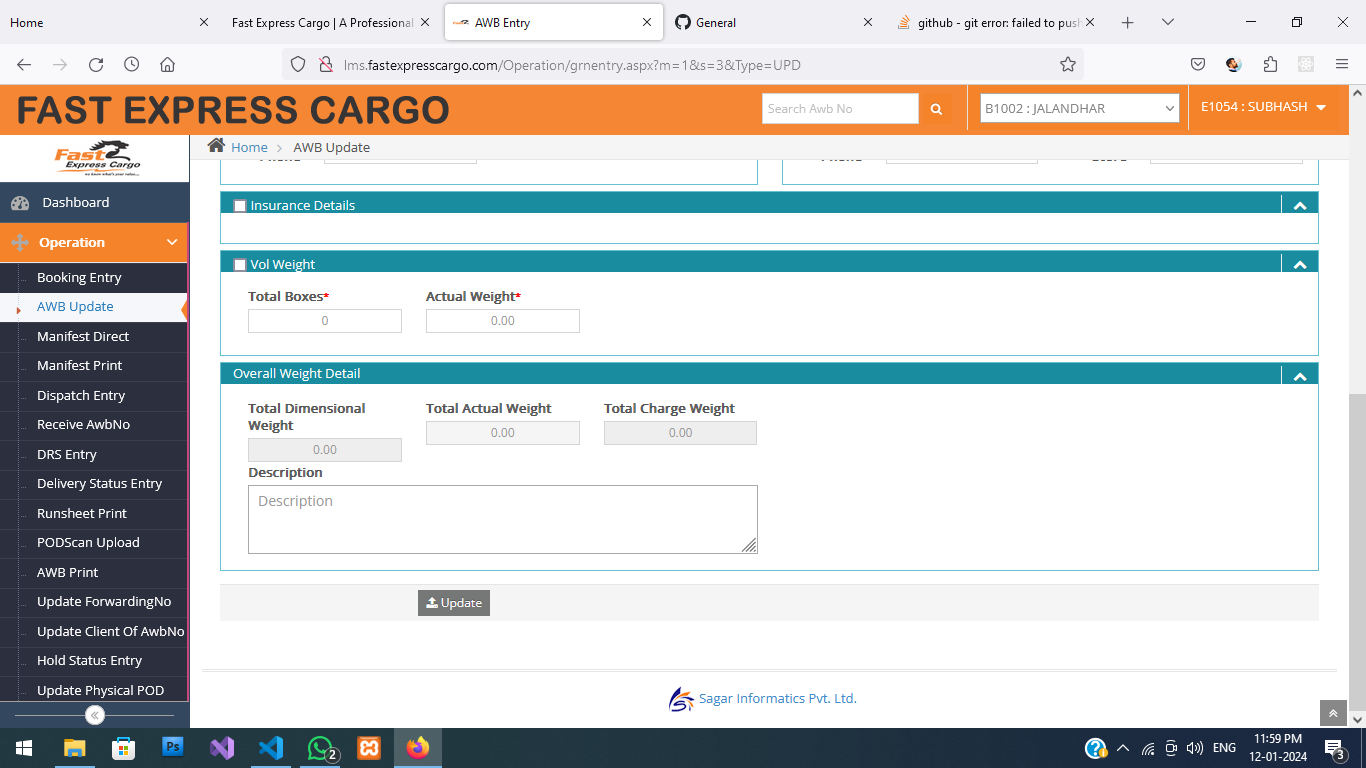 Home
Fast Express Cargo | A Professional
AWB Entry
General
github - git error: failed to push
lms.fastexpresscargo.com/Operation/grnentry.aspx?m=1&s=3&Type=UPD
FAST EXPRESS CARGO
Search Awb No
B1002 : JALANDHAR
E1054 : SUBHASH
Fast
Express Cargo
Home
AWB Update
Dashboard
Operation
Booking Entry
AWB Update
Manifest Direct
Manifest Print
Dispatch Entry
Receive AwbNo
DRS Entry
Delivery Status Entry
Runsheet Print
PODScan Upload
AWB Print
Update ForwardingNo
Update Client Of AwbNo
Hold Status Entry
Update Physical POD
Insurance Details
Vol Weight
Total Boxes*
Actual Weight*
0
0.00
Overall Weight Detail
Total Dimensional
Weight
Total Actual Weight
Total Charge Weight
0.00
0.00
0.00
Description
Description
Update
Sagar Informatics Pvt. Ltd.
Ps
2
ENG
11:59 PM
12-01-2024
3